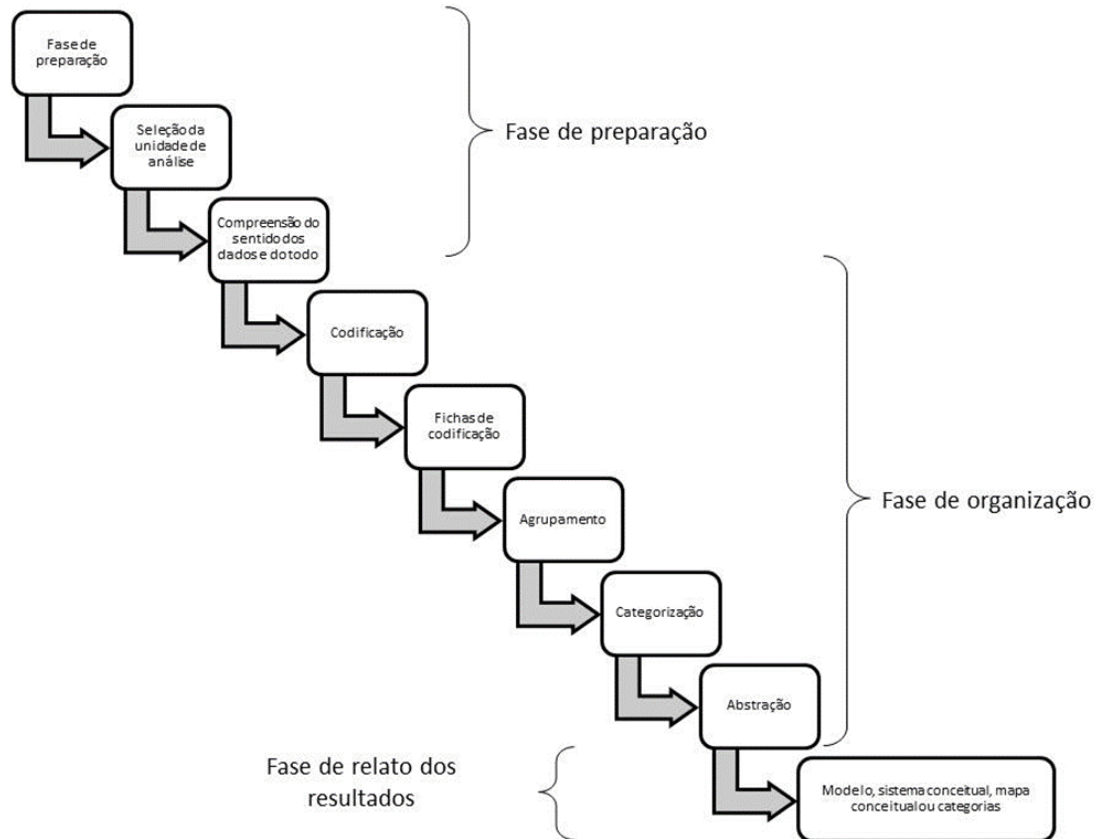 Fase de
preparação
Seleção da
unidade de
análise
Fase de preparação
Compreensão do
sentido dos
dados e do todo
Codificação
Fichas de
codificação
Fase de organização
Agrupamento
Categorização
Abstração
Fase de relato dos
resultados
Modelo, sistema conceitual, mapa
conceitual ou categorias